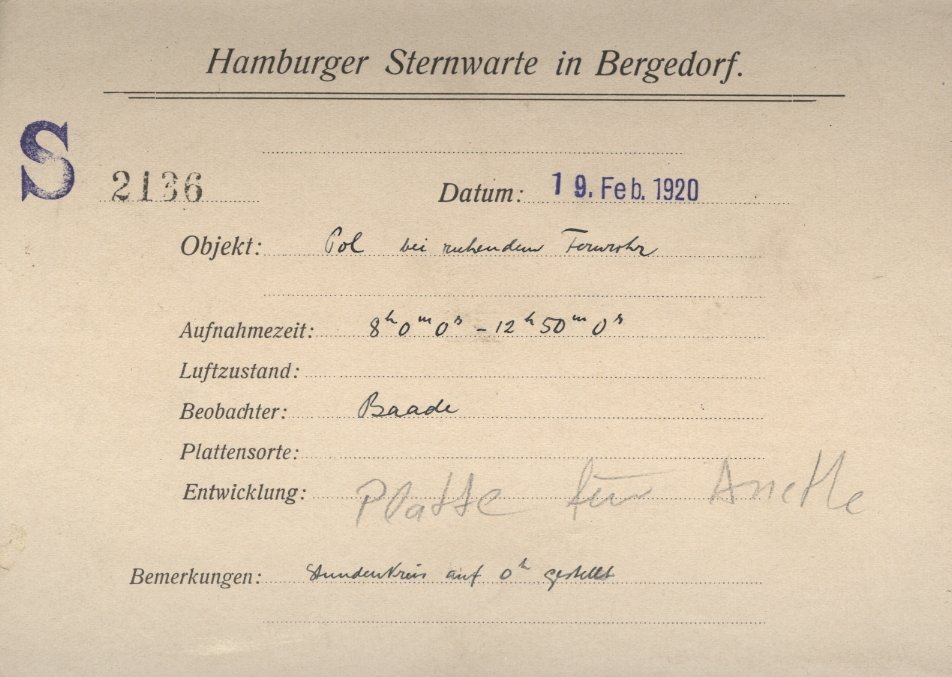 Hamburger Sternwarte in Bergedorf.
S 2136 Datum: 19. Feb. 1920
Objekt: Pol bei ruhendem Fernrohr
Aufnahmezeit: 8h 0m 0s - 12h 50m 0s
Luftzustand:
Beobachter: Baade
Plattensorte:
Entwicklung: Platte für Anette
Bemerkungen: Stundenkreis auf 0h gestellt